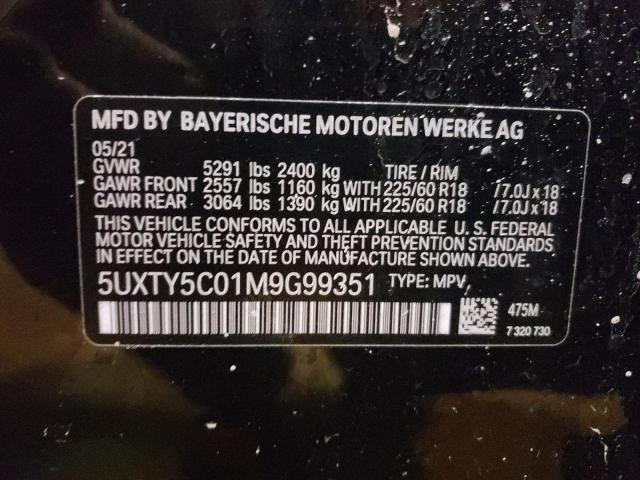 MFD BY BAYERISCHE MOTOREN WERKE AG
05/21
GVWR 5291 lbs 2400 kg TIRE / RIM
GAWR FRONT 2557 lbs 1160 kg WITH 225/60 R18 /7.0J x 18
GAWR REAR 3064 lbs 1390 kg WITH 225/60 R18 /7.0J x 18
THIS VEHICLE CONFORMS TO ALL APPLICABLE U. S. FEDERAL
MOTOR VEHICLE SAFETY AND THEFT PREVENTION STANDARDS
IN EFFECT ON THE DATE OF MANUFACTURE SHOWN ABOVE.
5UXTY5C01M9G99351 TYPE: MPV
475M
7 320 730